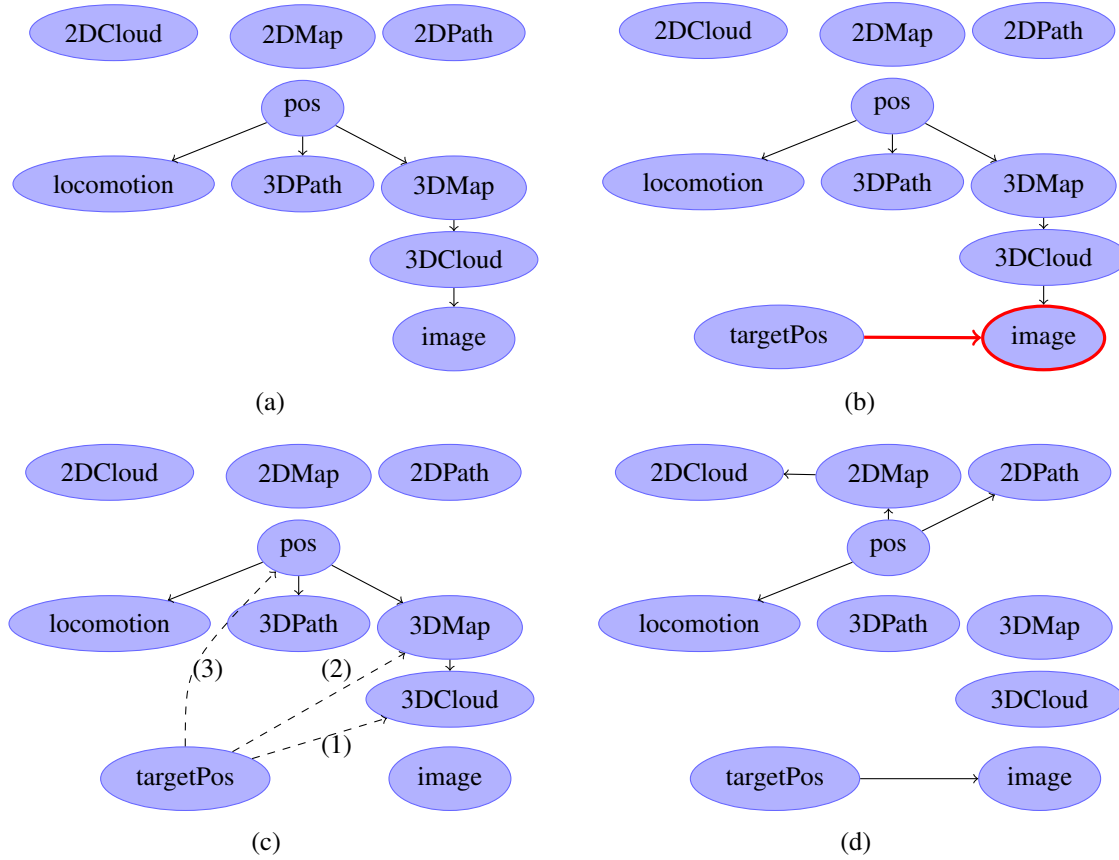 2DCloud 2DMap 2DPath
pos
locomotion 3DPath 3DMap
3DCloud
image
(a)
2DCloud 2DMap 2DPath
pos
locomotion 3DPath 3DMap
3DCloud
targetPos image
(b)
2DCloud 2DMap 2DPath
pos
locomotion 3DPath 3DMap
(3) (2)
3DCloud
(1)
targetPos image
(c)
2DCloud 2DMap 2DPath
pos
locomotion 3DPath 3DMap
3DCloud
targetPos image
(d)